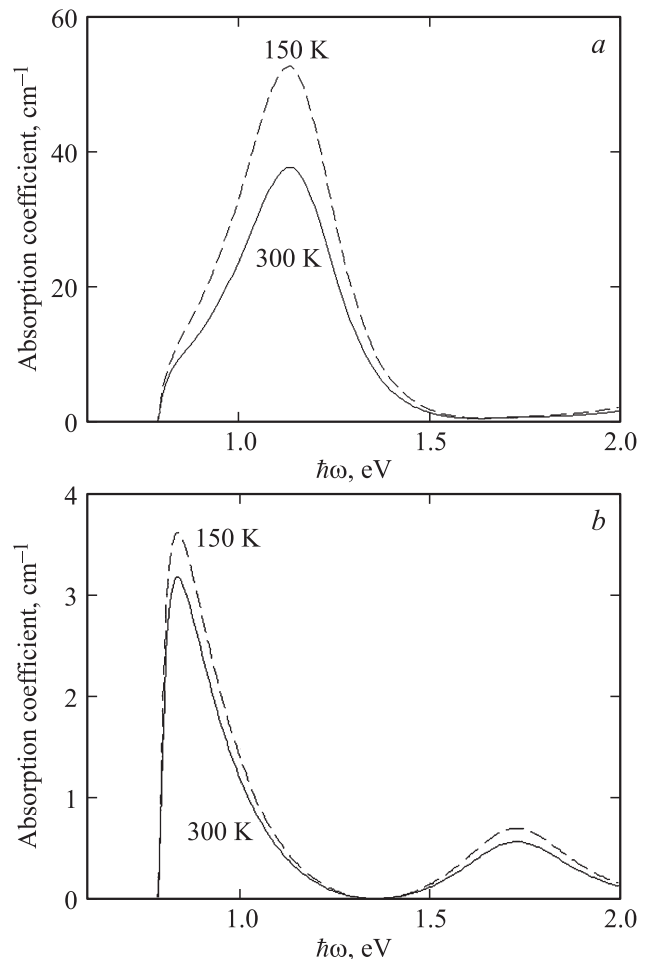 60
150 K
a
40
Absorption coefficient, cm⁻¹
300 K
20
0
1.0
1.5
2.0
ħω, eV
4
b
150 K
3
Absorption coefficient, cm⁻¹
2
1
300 K
0
1.0
1.5
2.0
ħω, eV